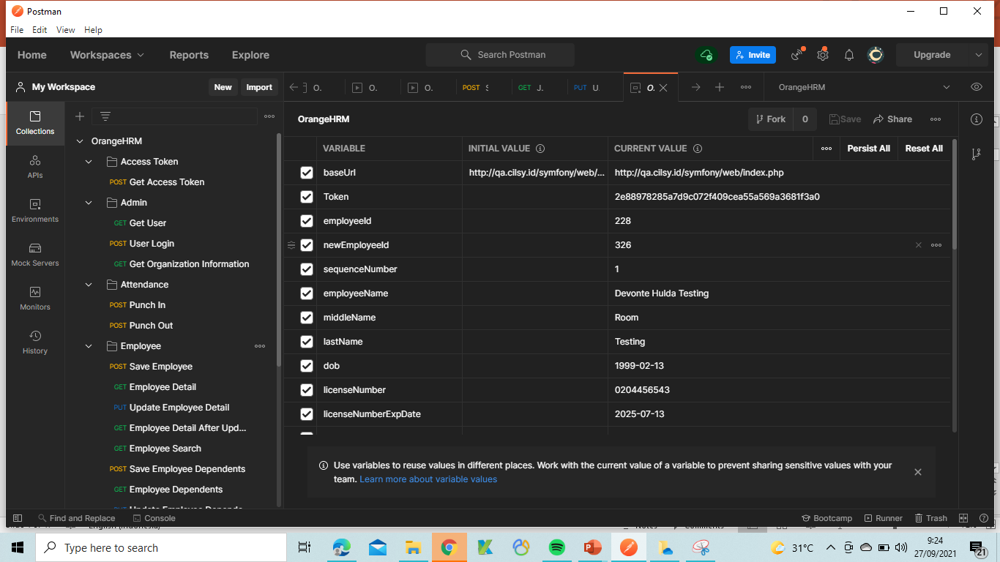 Postman
File Edit View Help
Home Workspaces Reports Explore Search Postman Invite Upgrade
My Workspace New Import
O. O. O. POST GET J. PUT U. O. OrangeHRM
Collections
APIs
Environments
Mock Servers
Monitors
History
OrangeHRM
Access Token
POST Get Access Token
Admin
GET Get User
POST User Login
GET Get Organization Information
Attendance
POST Punch In
POST Punch Out
Employee
POST Save Employee
GET Employee Detail
PUT Update Employee Detail
GET Employee Detail After Upd...
GET Employee Search
POST Save Employee Dependents
GET Employee Dependents
OrangeHRM Fork 0 Save Share
VARIABLE INITIAL VALUE CURRENT VALUE Persist All Reset All
baseUrl http://qa.cilsy.id/symfony/web/... http://qa.cilsy.id/symfony/web/index.php
Token 2e88978285a7d9c072f409cea55a569a3681f3a0
employeeId 228
newEmployeeId 326
sequenceNumber 1
employeeName Devonte Hulda Testing
middleName Room
lastName Testing
dob 1999-02-13
licenseNumber 0204456543
licenseNumberExpDate 2025-07-13
Use variables to reuse values in different places. Work with the current value of a variable to prevent sharing sensitive values with your
team. Learn more about variable values
Find and Replace Console Bootcamp Runner Trash
Type here to search
31°C
9:24
27/09/2021
21